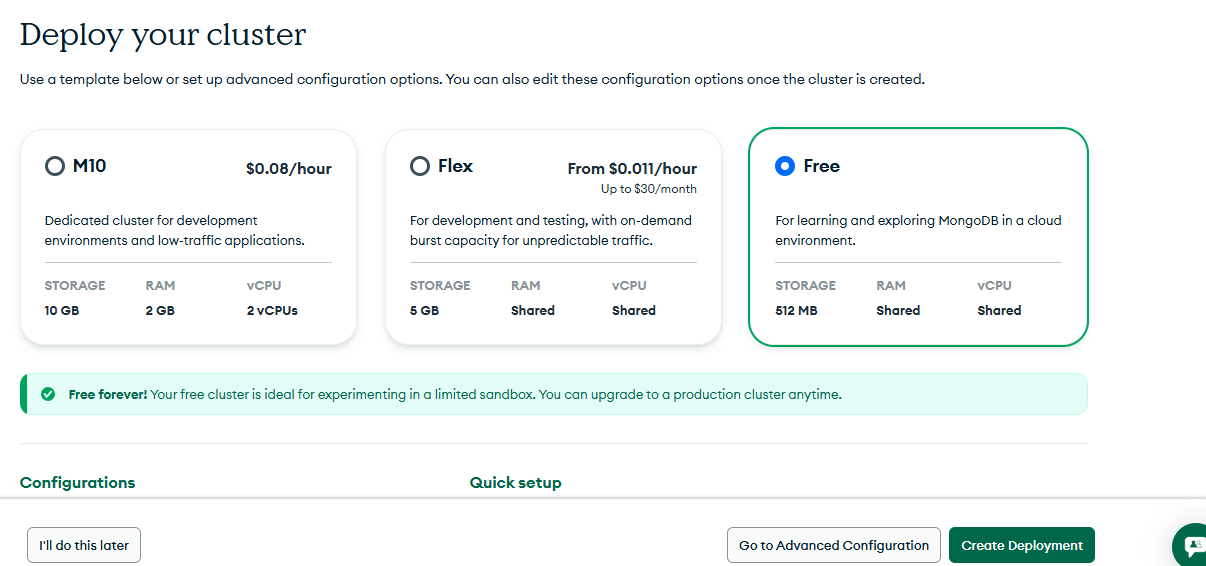 Deploy your cluster
Use a template below or set up advanced configuration options. You can also edit these configuration options once the cluster is created.
M10
$0.08/hour
Dedicated cluster for development
environments and low-traffic applications.
STORAGE RAM vCPU
10 GB 2 GB 2 vCPUs
Flex
From $0.011/hour
Up to $30/month
For development and testing, with on-demand
burst capacity for unpredictable traffic.
STORAGE RAM vCPU
5 GB Shared Shared
Free
For learning and exploring MongoDB in a cloud
environment.
STORAGE RAM vCPU
512 MB Shared Shared
Free forever! Your free cluster is ideal for experimenting in a limited sandbox. You can upgrade to a production cluster anytime.
Configurations
Quick setup
I'll do this later
Go to Advanced Configuration
Create Deployment